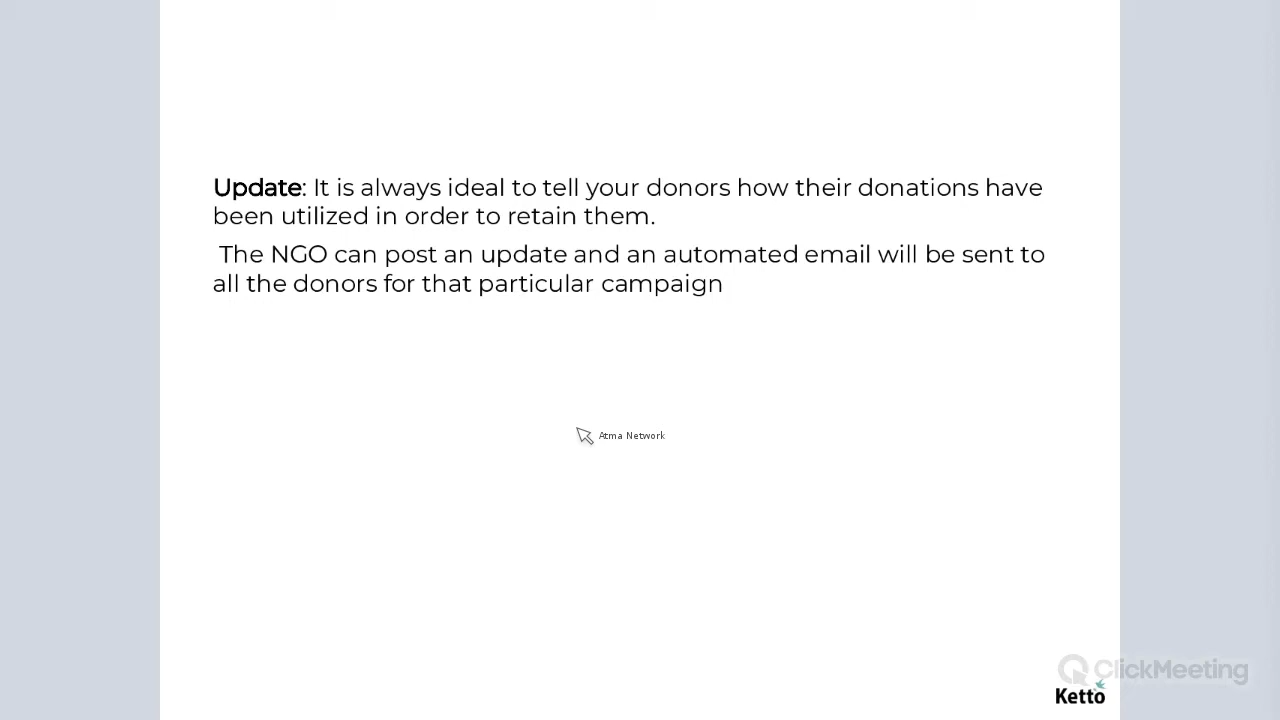 Update: It is always ideal to tell your donors how their donations have
been utilized in order to retain them.
The NGO can post an update and an automated email will be sent to
all the donors for that particular campaign
Atma Network
ClickMeeting
Ketto